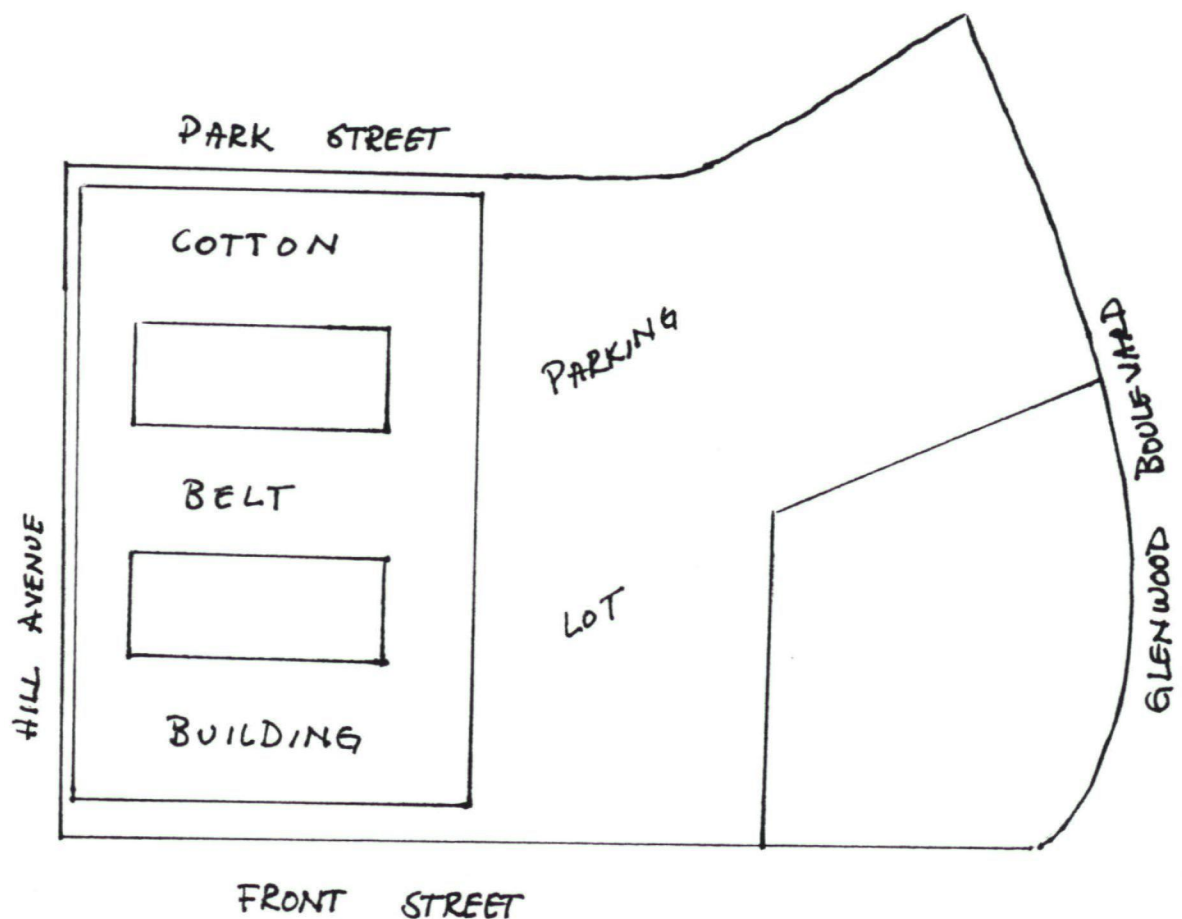 PARK STREET
COTTON
BELT
BUILDING
PARKING
LOT
HILL AVENUE
GLENWOOD BOULEVARD
FRONT STREET